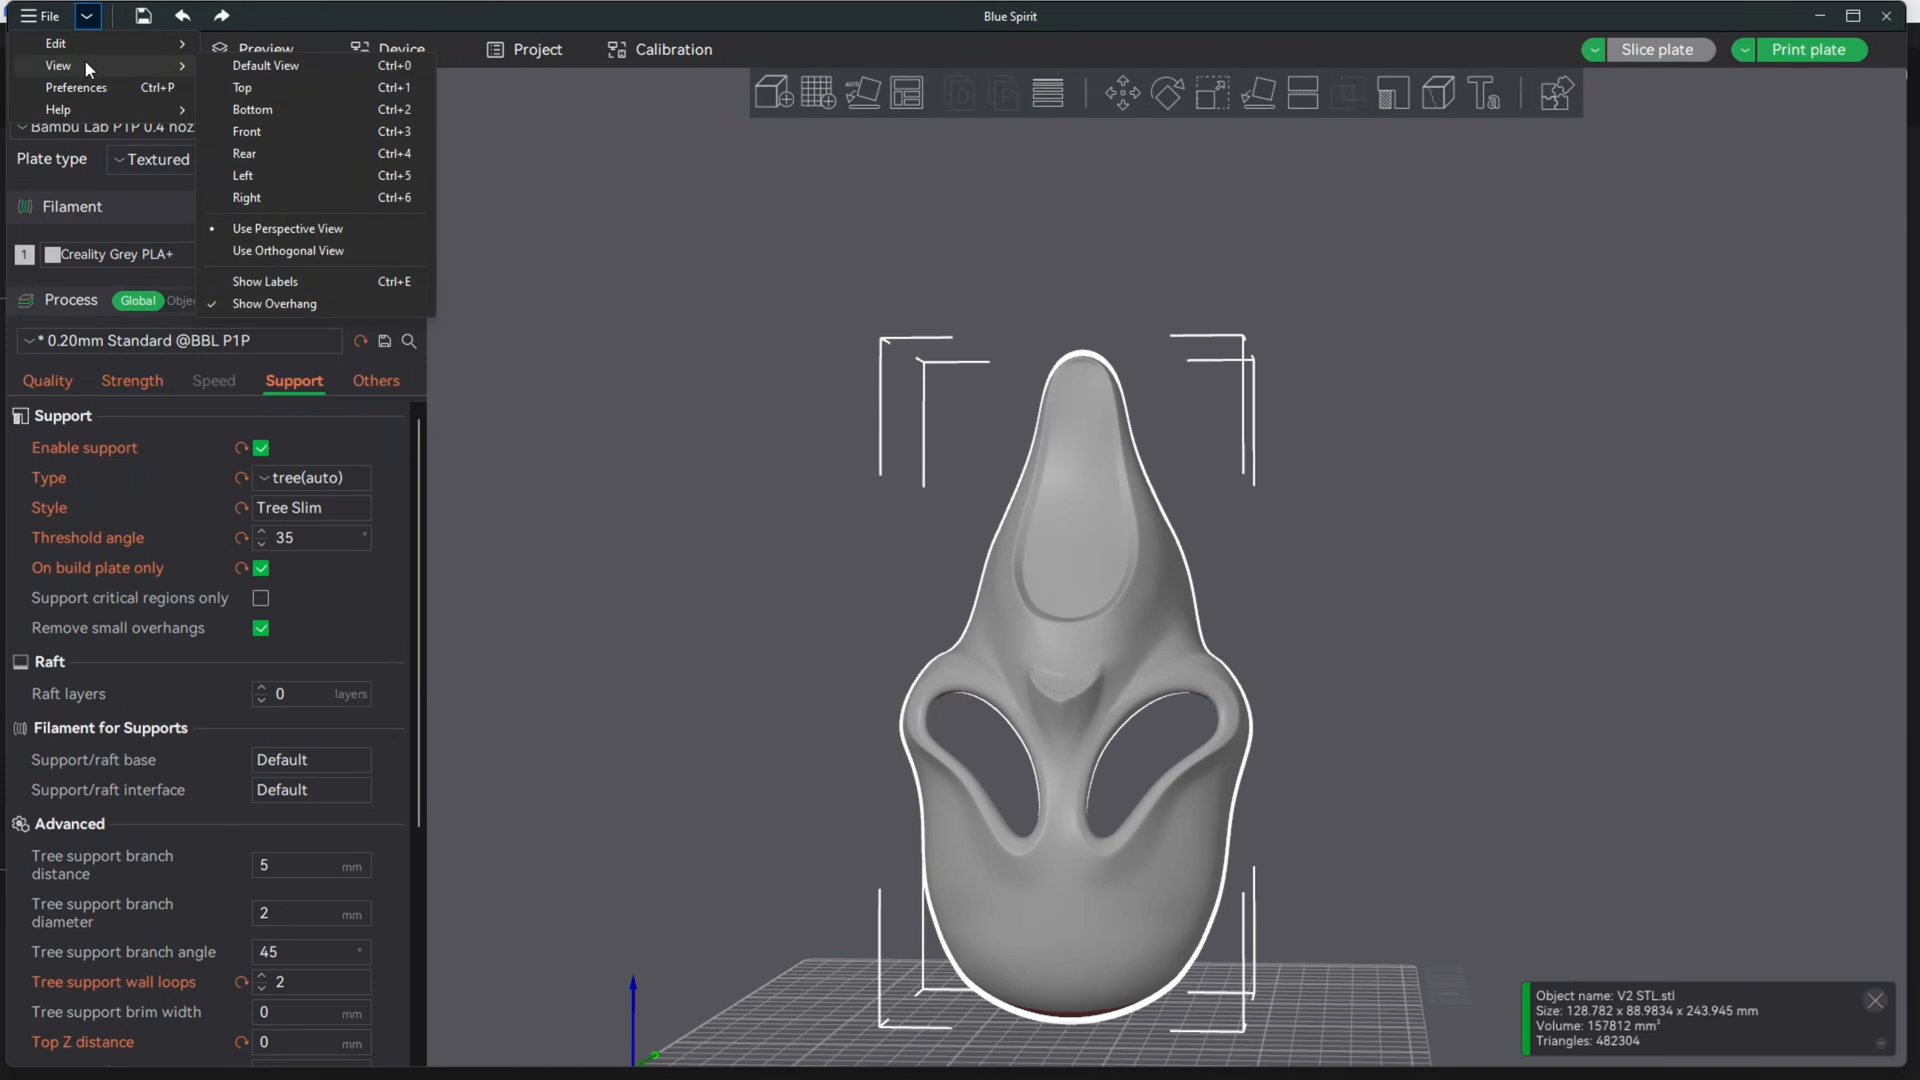 File
Blue Spirit
Edit
View
Preferences Ctrl+P
Help
Preview
Device
Project
Calibration
Slice plate
Print plate
Default View Ctrl+0
Top Ctrl+1
Bottom Ctrl+2
Front Ctrl+3
Rear Ctrl+4
Left Ctrl+5
Right Ctrl+6
Use Perspective View
Use Orthogonal View
Show Labels Ctrl+E
Show Overhang
Bambu Lab P1P 0.4 noz
Plate type Textured
Filament
1 Creality Grey PLA+
Process Global Objec
* 0.20mm Standard @BBL P1P
Quality Strength Speed Support Others
Support
Enable support
Type tree(auto)
Style Tree Slim
Threshold angle 35 °
On build plate only
Support critical regions only
Remove small overhangs
Raft
Raft layers 0 layers
Filament for Supports
Support/raft base Default
Support/raft interface Default
Advanced
Tree support branch
distance 5 mm
Tree support branch
diameter 2 mm
Tree support branch angle 45 °
Tree support wall loops 2
Tree support brim width 0 mm
Top Z distance 0 mm
Object name: V2 STL.stl
Size: 128.782 x 88.9834 x 243.945 mm
Volume: 157812 mm³
Triangles: 482304